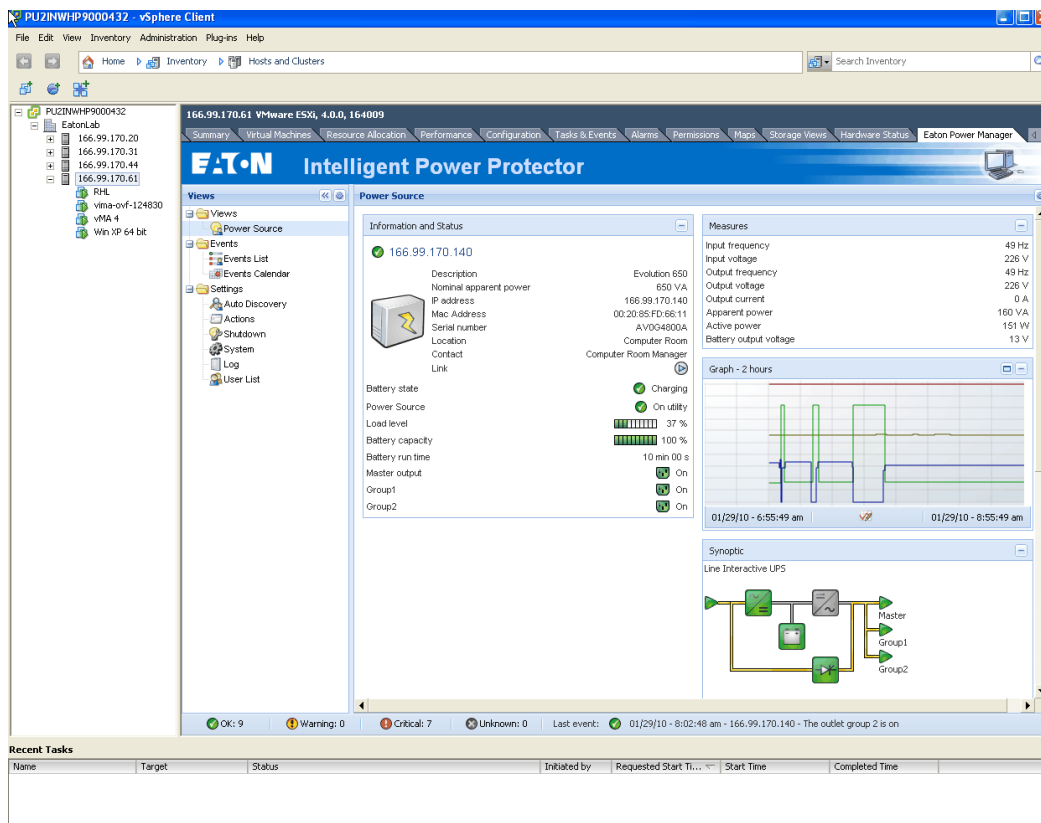 PU2INWHP9000432 - vSphere Client
File Edit View Inventory Administration Plug-ins Help
Home Inventory Hosts and Clusters Search Inventory
PU2INWHP9000432
EatonLab
166.99.170.20
166.99.170.31
166.99.170.44
166.99.170.61
RHL
vima-ovf-124830
vMA 4
Win XP 64 bit
166.99.170.61 VMware ESXi, 4.0.0, 164009
Summary Virtual Machines Resource Allocation Performance Configuration Tasks & Events Alarms Permissions Maps Storage Views Hardware Status Eaton Power Manager
EATON Intelligent Power Protector
Views
Views
Power Source
Events
Events List
Events Calendar
Settings
Auto Discovery
Actions
Shutdown
System
Log
User List
Power Source
Information and Status
166.99.170.140
Description Evolution 650
Nominal apparent power 650 VA
IP address 166.99.170.140
Mac Address 00:20:85:FD:66:11
Serial number AV0G4800A
Location Computer Room
Contact Computer Room Manager
Link
Battery state Charging
Power Source On utility
Load level 37 %
Battery capacity 100 %
Battery run time 10 min 00 s
Master output On
Group1 On
Group2 On
Measures
Input frequency 49 Hz
Input voltage 226 V
Output frequency 49 Hz
Output voltage 226 V
Output current 0 A
Apparent power 160 VA
Active power 151 W
Battery output voltage 13 V
Graph - 2 hours
01/29/10 - 6:55:49 am 01/29/10 - 8:55:49 am
Synoptic
Line Interactive UPS
Master
Group1
Group2
OK: 9 Warning: 0 Critical: 7 Unknown: 0 Last event: 01/29/10 - 8:02:48 am - 166.99.170.140 - The outlet group 2 is on
Recent Tasks
Name Target Status Initiated by Requested Start Ti... Start Time Completed Time